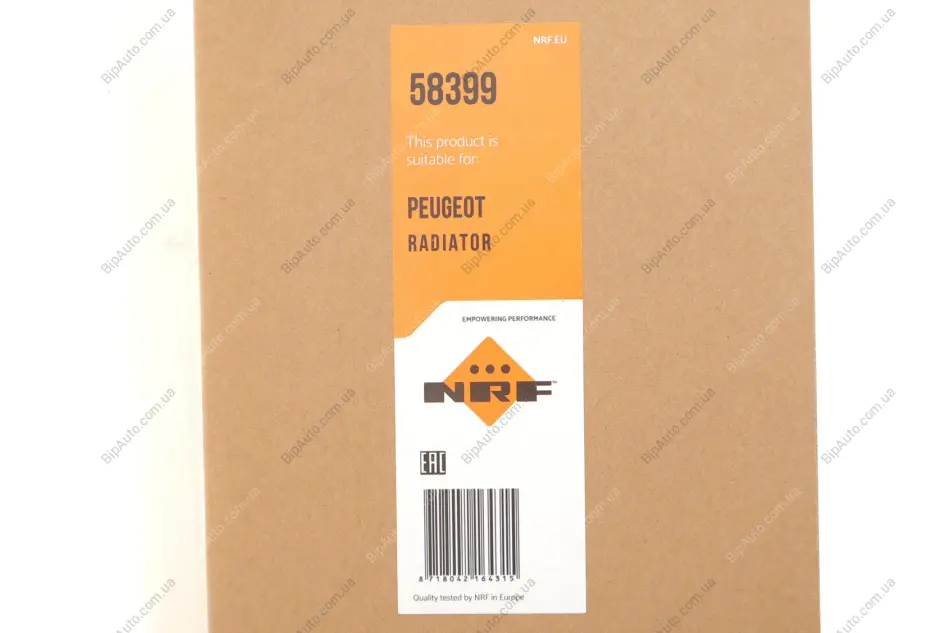 NRF.EU
58399
This product is
suitable for:
PEUGEOT
RADIATOR
EMPOWERING PERFORMANCE
NRF™
EAC
8 718042 164315
Quality tested by NRF in Europe
BipAuto.com.ua